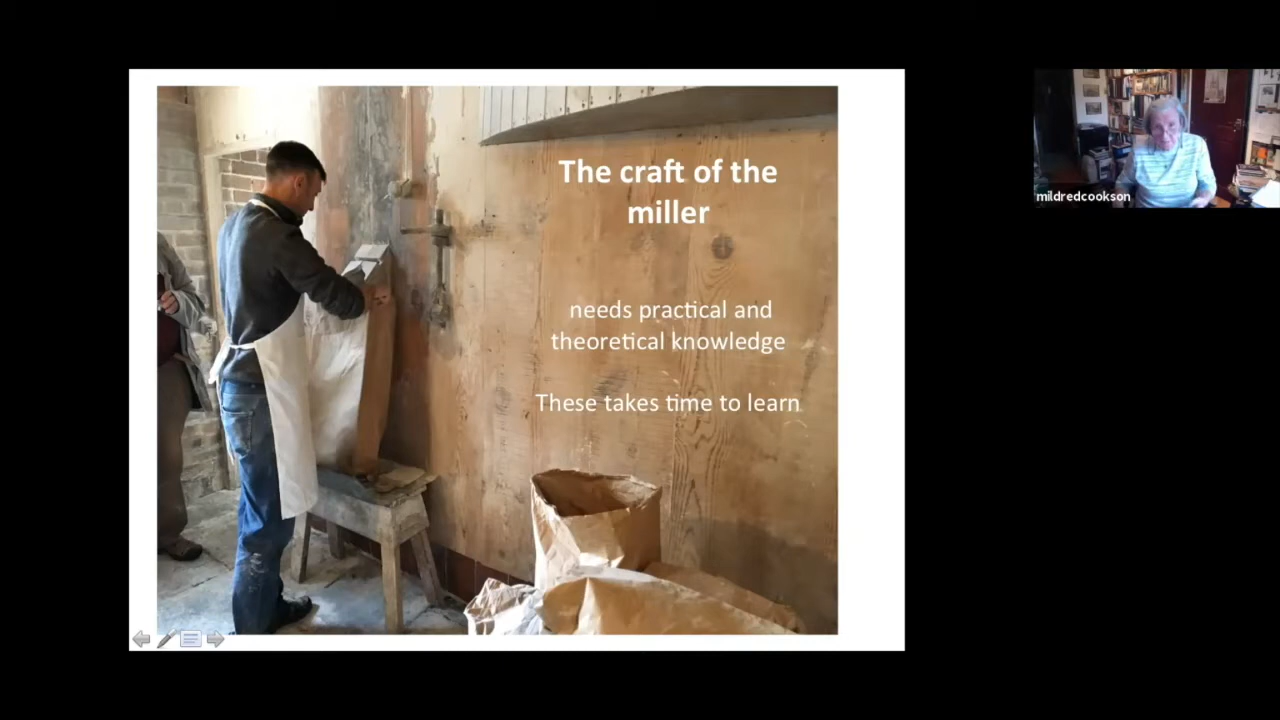 The craft of the
miller
needs practical and
theoretical knowledge
These takes time to learn
mildredcookson